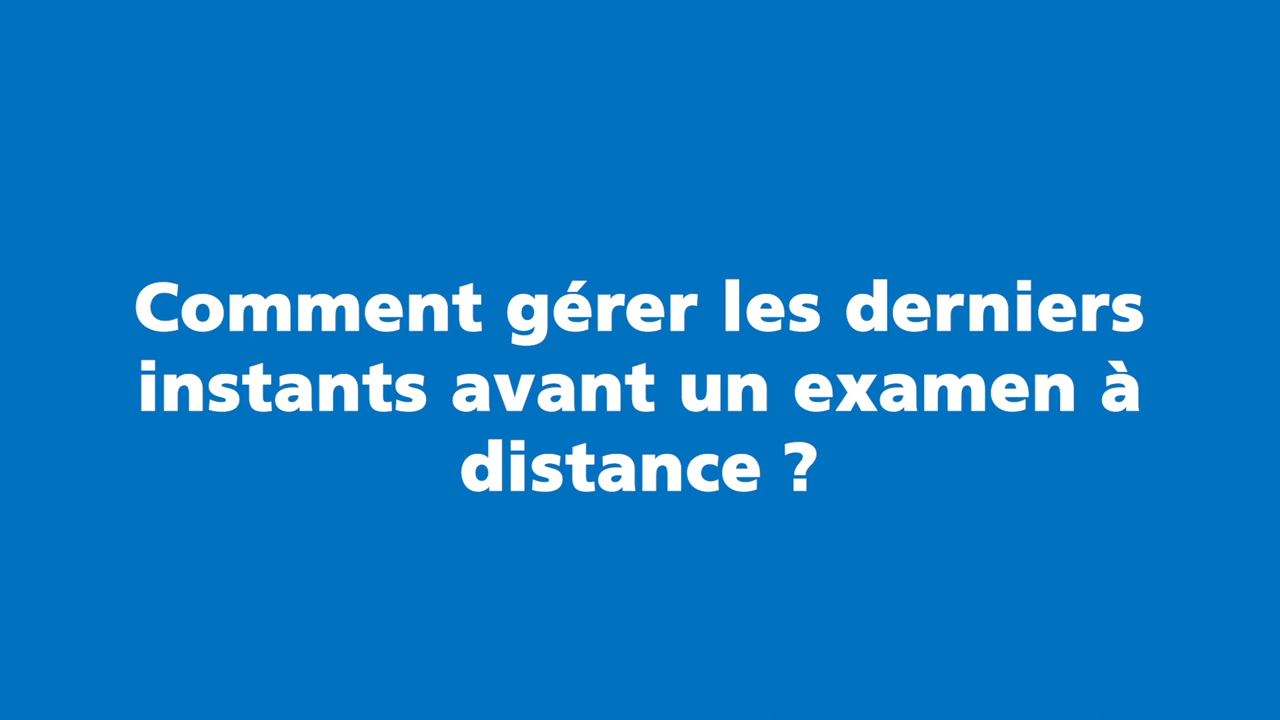 Comment gérer les derniers
instants avant un examen à
distance ?